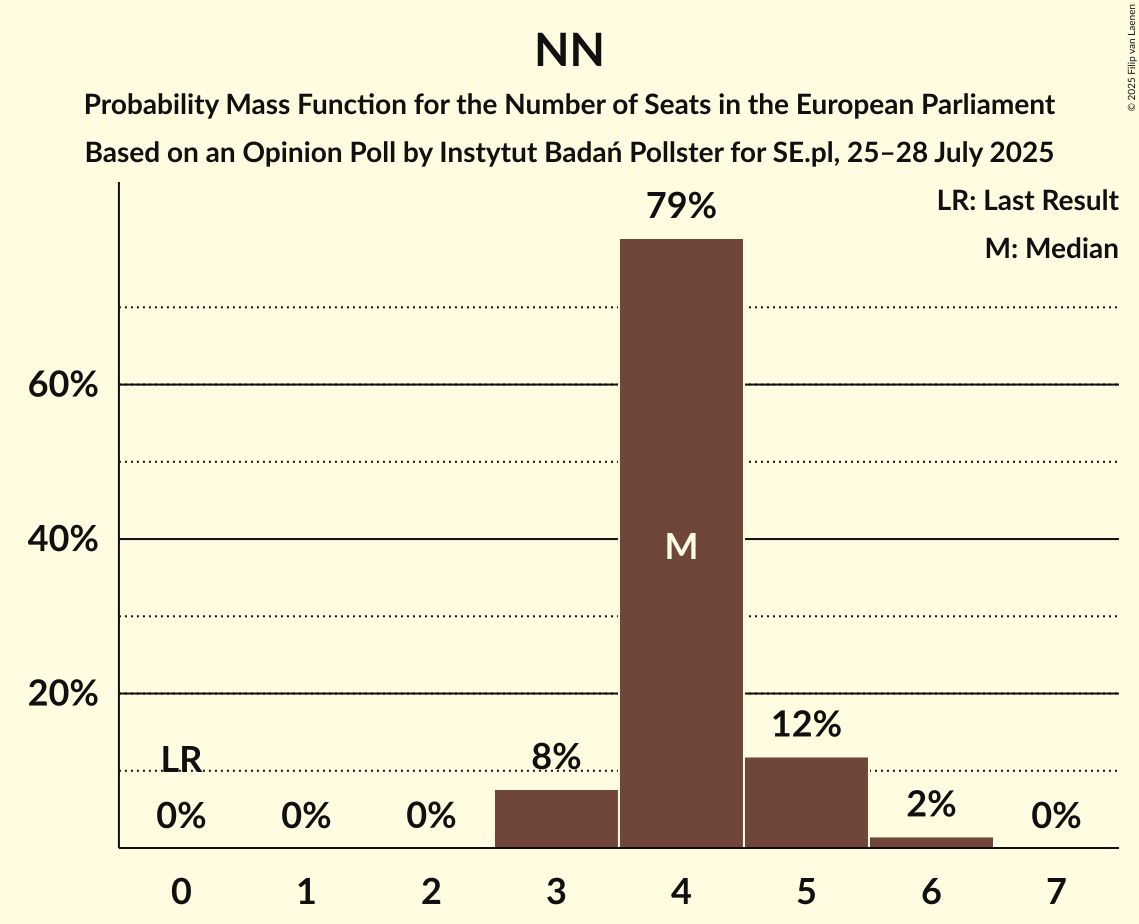 NN
Probability Mass Function for the Number of Seats in the European Parliament
Based on an Opinion Poll by Instytut Badań Pollster for SE.pl, 25–28 July 2025
© 2025 Filip van Laenen
LR: Last Result
M: Median
79%
60%
40%
M
20%
12%
LR
8%
2%
0% 0% 0% 0%
0 1 2 3 4 5 6 7